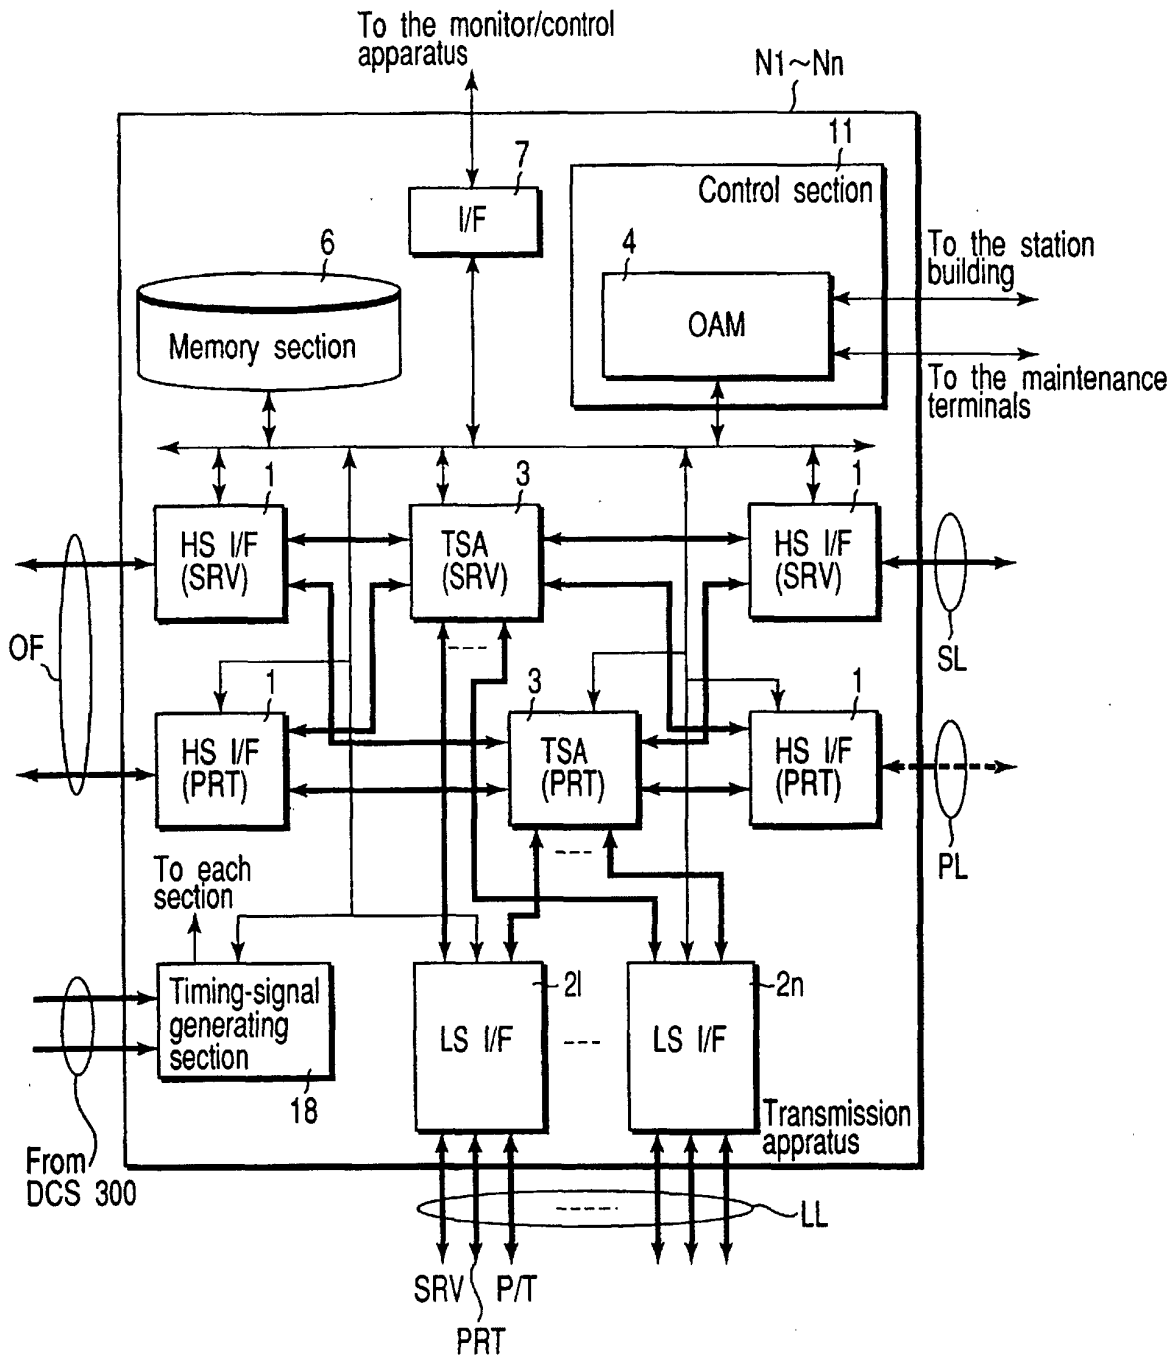 To the monitor/control
apparatus
N1~Nn
11
7
Control section
I/F
6
4
To the station
building
OAM
Memory section
To the maintenance
terminals
1
3
1
HS I/F
(SRV)
TSA
(SRV)
HS I/F
(SRV)
OF
SL
1
3
1
HS I/F
(PRT)
TSA
(PRT)
HS I/F
(PRT)
PL
To each
section
Timing-signal
generating
section
18
2l
LS I/F
2n
LS I/F
Transmission
appratus
From
DCS 300
LL
SRV
P/T
PRT